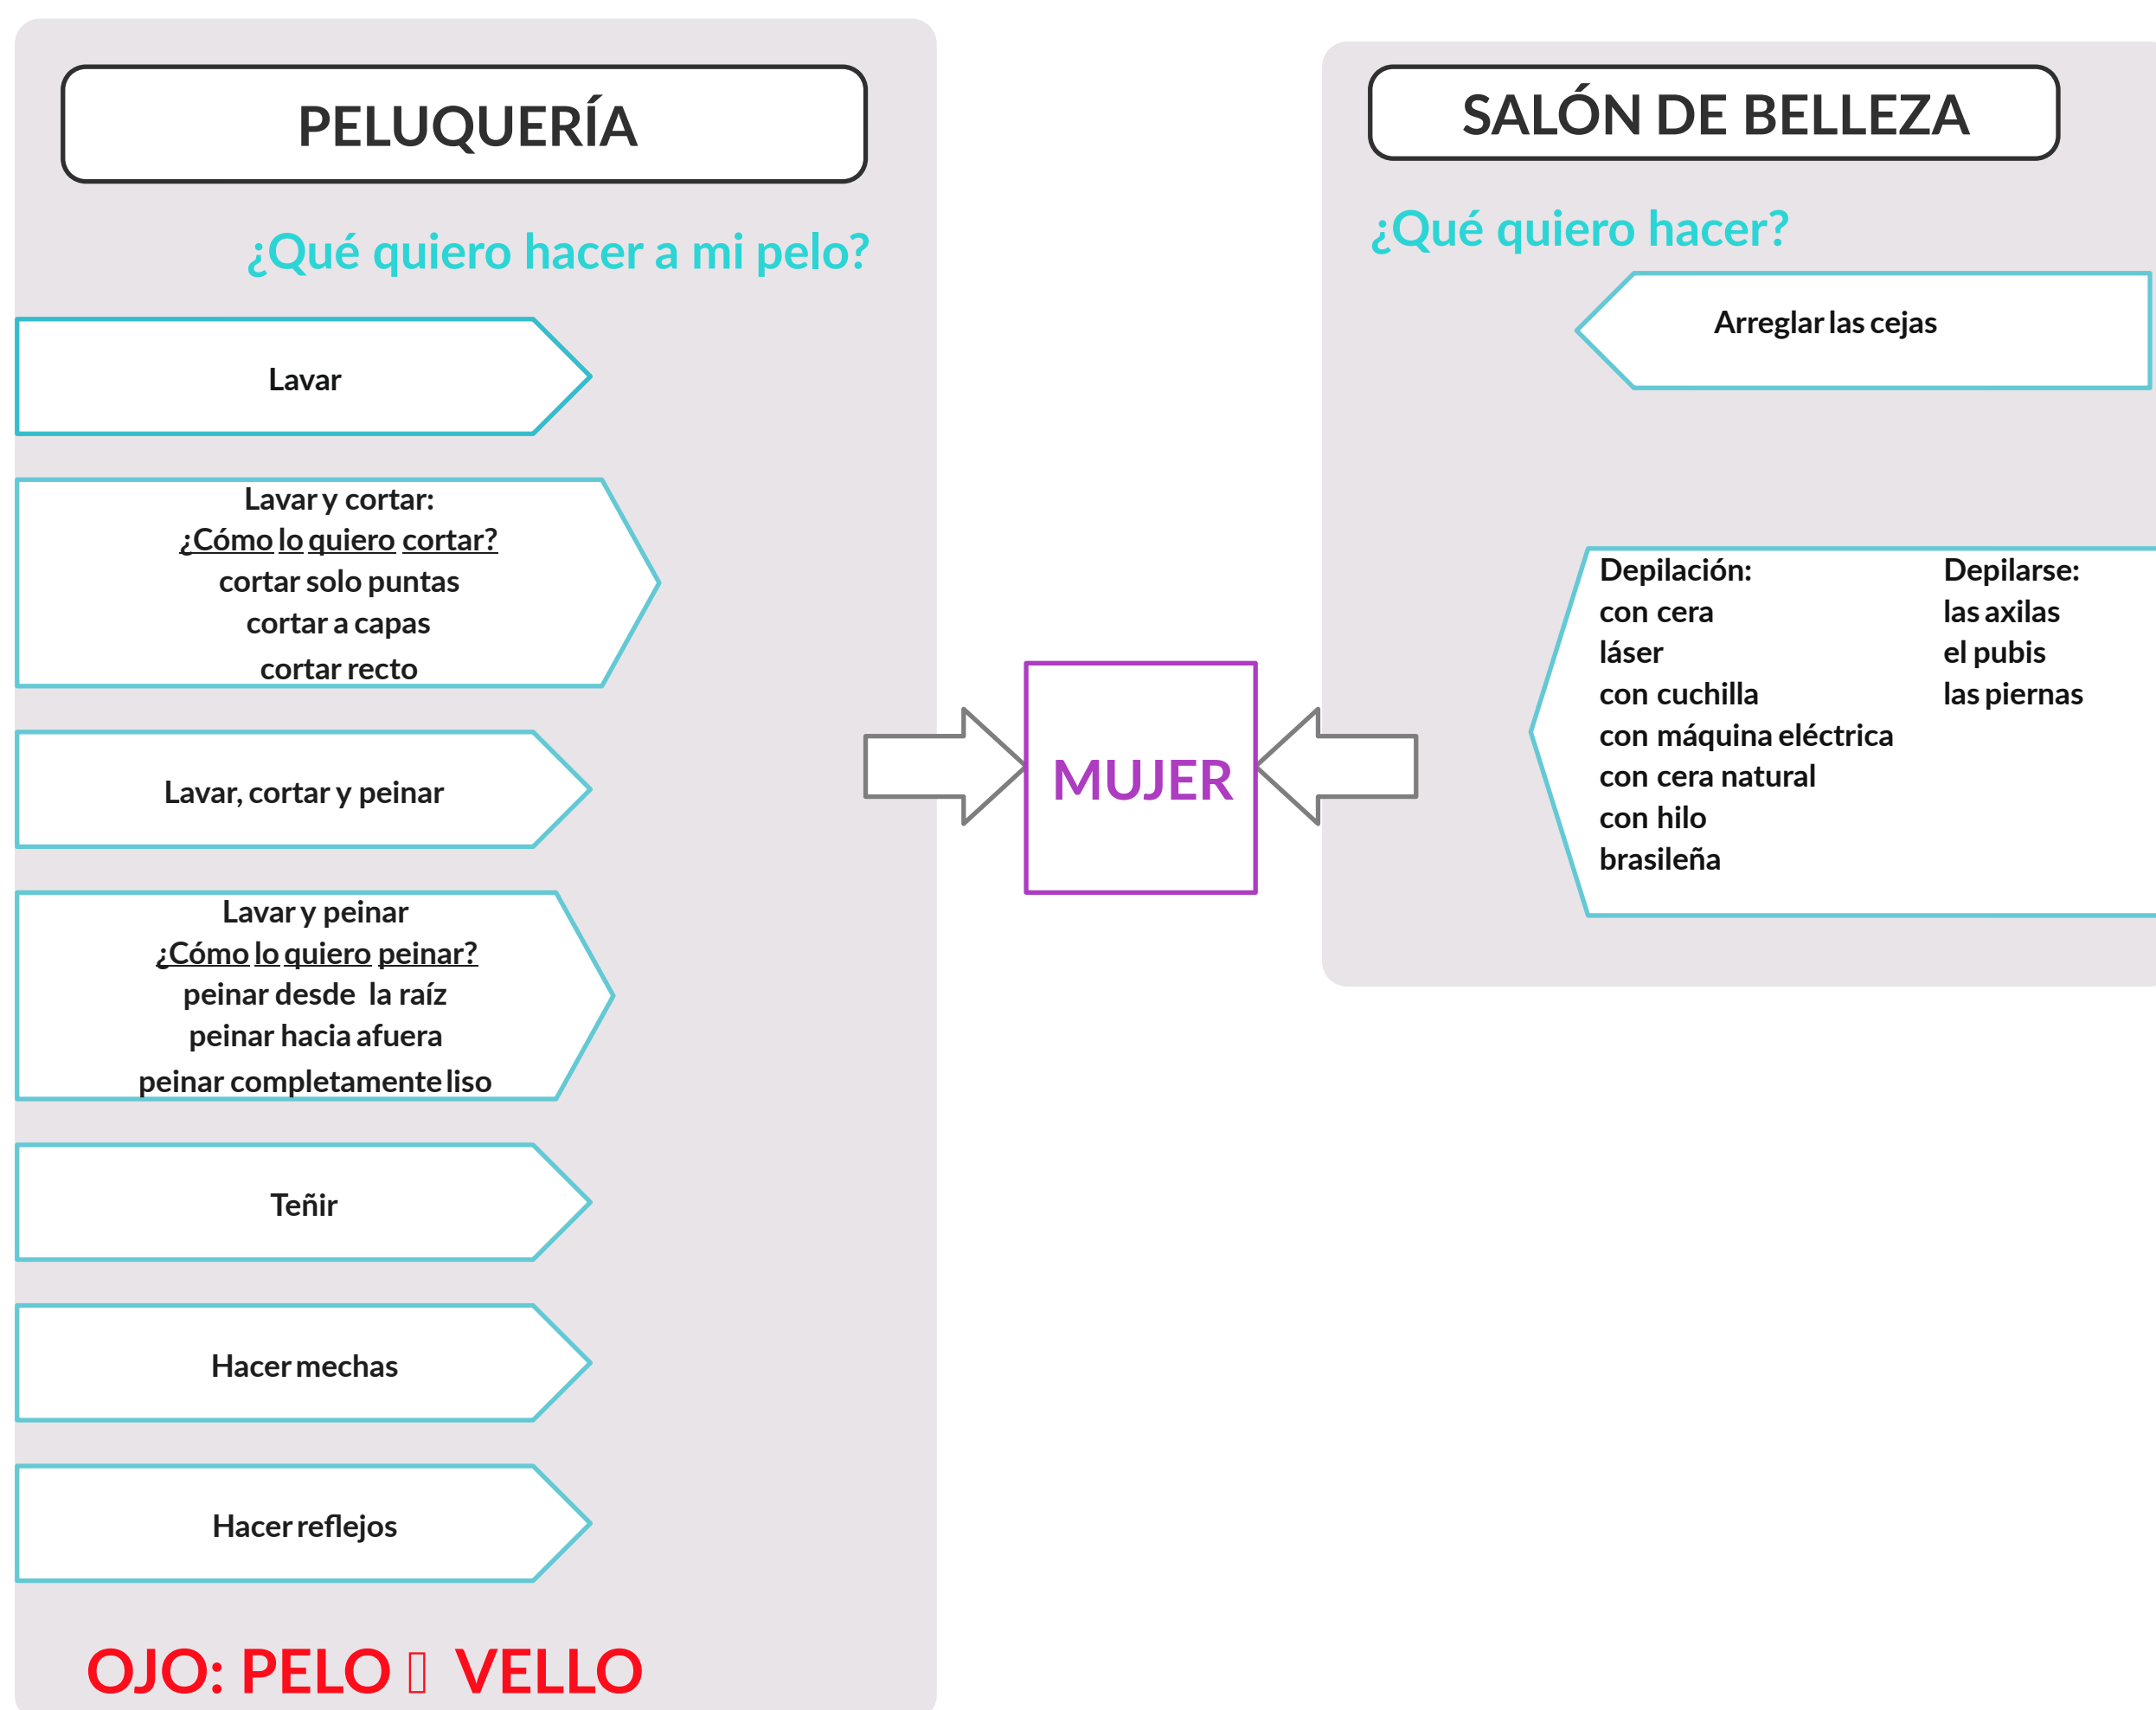 PELUQUERÍA
¿Qué quiero hacer a mi pelo?
Lavar
Lavar y cortar:
¿Cómo lo quiero cortar?
cortar solo puntas
cortar a capas
cortar recto
Lavar, cortar y peinar
Lavar y peinar
¿Cómo lo quiero peinar?
peinar desde la raíz
peinar hacia afuera
peinar completamente liso
Teñir
Hacer mechas
Hacer reflejos
OJO: PELO ▯ VELLO
MUJER
SALÓN DE BELLEZA
¿Qué quiero hacer?
Arreglar las cejas
Depilación:
con cera
láser
con cuchilla
con máquina eléctrica
con cera natural
con hilo
brasileña
Depilarse:
las axilas
el pubis
las piernas